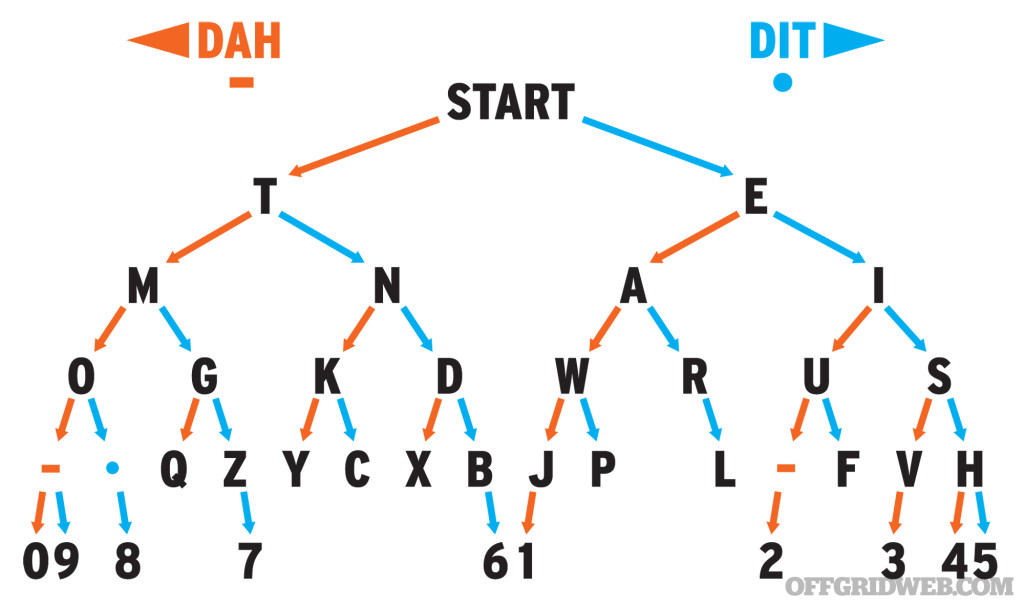 DAH DIT
START
T E
M N A I
O G K D W R U S
- • Q Z Y C X B J P L - F V H
0 9 8 7 6 1 2 3 4 5
OFFGRIDWEB.COM